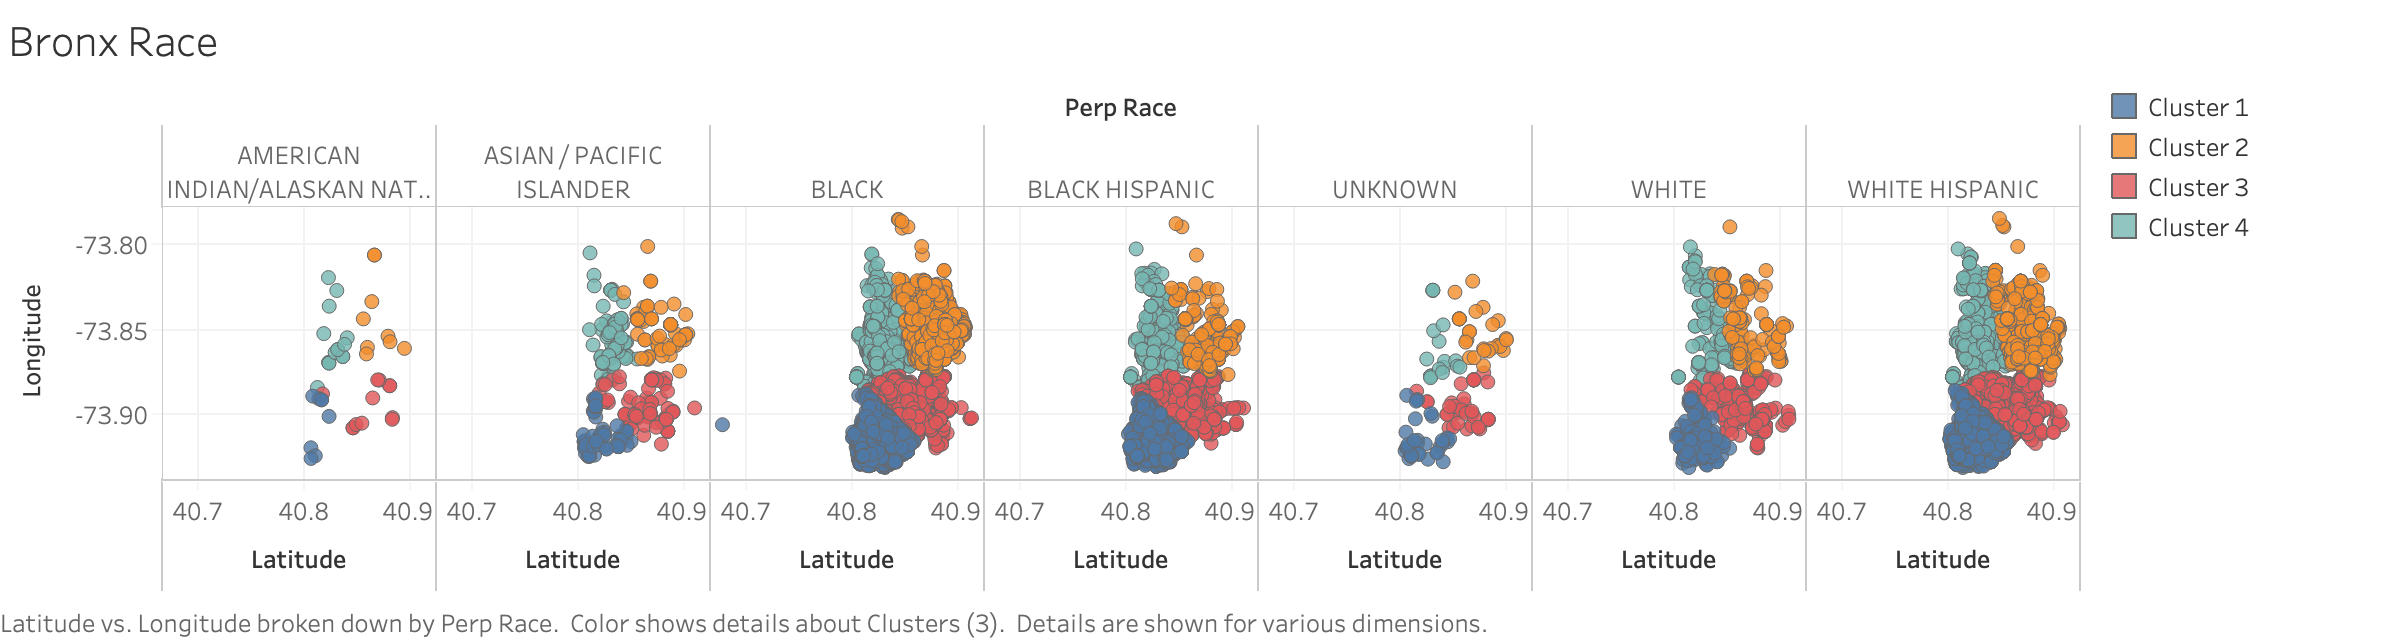 Bronx Race
Perp Race
Cluster 1
Cluster 2
Cluster 3
Cluster 4
AMERICAN
INDIAN/ALASKAN NAT..
ASIAN / PACIFIC
ISLANDER
BLACK
BLACK HISPANIC
UNKNOWN
WHITE
WHITE HISPANIC
Longitude
-73.80
-73.85
-73.90
40.7 40.8 40.9 40.7 40.8 40.9 40.7 40.8 40.9 40.7 40.8 40.9 40.7 40.8 40.9 40.7 40.8 40.9 40.7 40.8 40.9
Latitude Latitude Latitude Latitude Latitude Latitude Latitude
Latitude vs. Longitude broken down by Perp Race. Color shows details about Clusters (3). Details are shown for various dimensions.